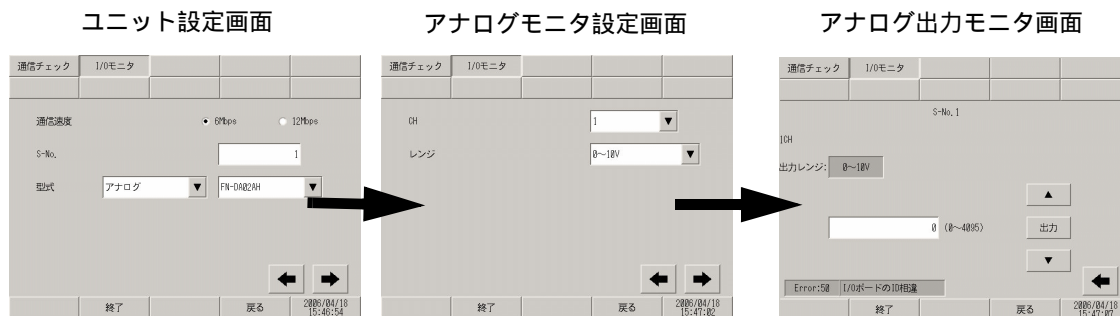 ユニット設定画面
通信チェック I/Oモニタ
通信速度 6Mbps 12Mbps
S-No. 1
型式 アナログ FN-DA02AH
終了 戻る 2006/04/18
15:46:54
アナログモニタ設定画面
通信チェック I/Oモニタ
CH 1
レンジ 0～10V
終了 戻る 2006/04/18
15:47:02
アナログ出力モニタ画面
通信チェック I/Oモニタ
S-No. 1
1CH
出力レンジ: 0～10V
0 (0～4095) 出力
Error:50 I/OボードのID相違
終了 戻る 2006/04/18
15:47:07